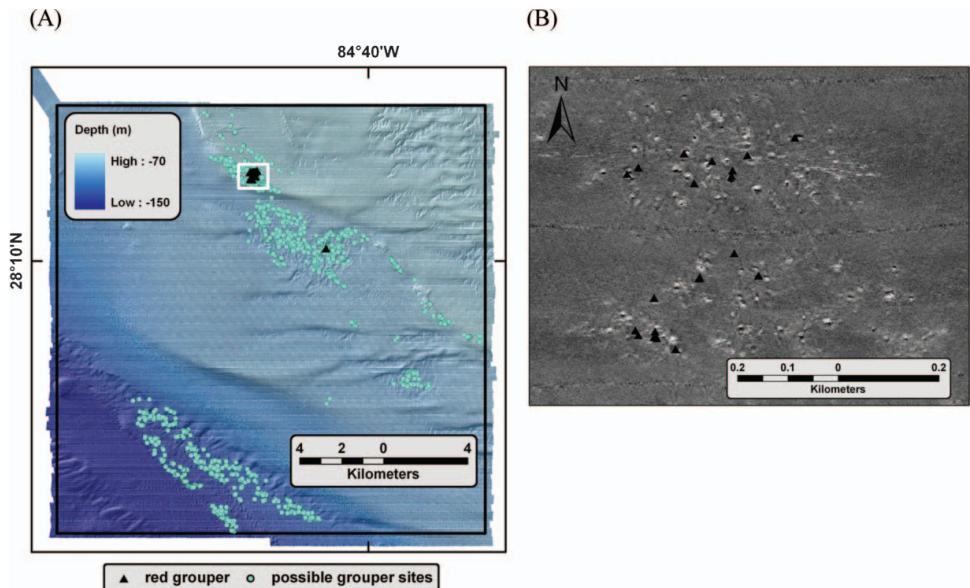 (A)
84°40'W
Depth (m)
High : -70
Low : -150
28°10'N
4 2 0 4
Kilometers
red grouper possible grouper sites
(B)
N
0.2 0.1 0 0.2
Kilometers